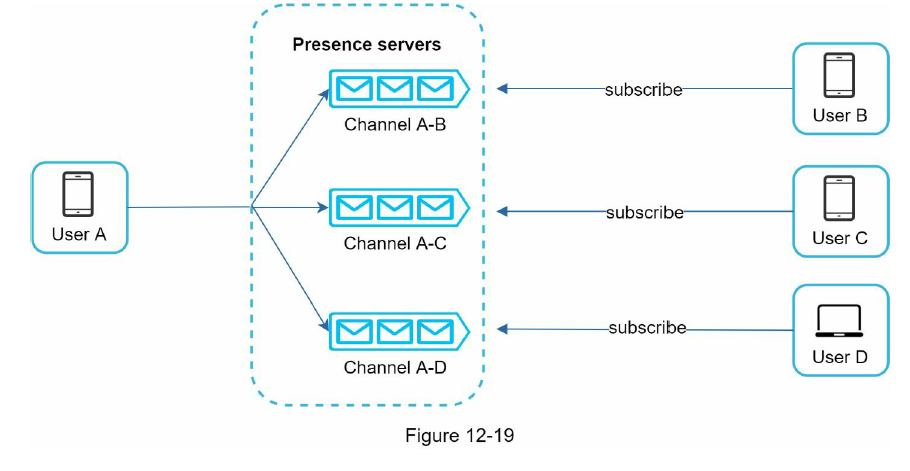 Presence servers
Channel A-B
subscribe
User B
User A
Channel A-C
subscribe
User C
Channel A-D
subscribe
User D
Figure 12-19